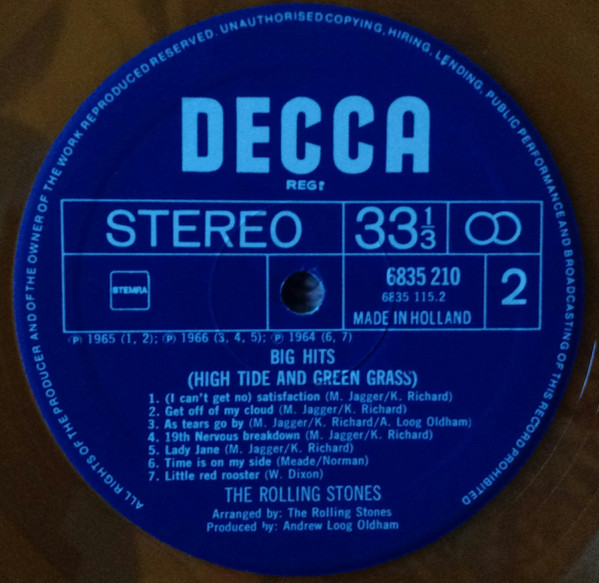 ALL RIGHTS OF THE PRODUCER AND OF THE OWNER OF THE WORK REPRODUCED RESERVED. UNAUTHORISED COPYING, HIRING, LENDING, PUBLIC PERFORMANCE AND BROADCASTING OF THIS RECORD PROHIBITED
DECCA
REGᵈ
STEREO 33⅓
STEMRA 6835 210 2
6835 115.2
MADE IN HOLLAND
Ⓟ 1965 (1, 2); Ⓟ 1966 (3, 4, 5); Ⓟ 1964 (6, 7)
BIG HITS
(HIGH TIDE AND GREEN GRASS)
1. (I can't get no) satisfaction (M. Jagger/K. Richard)
2. Get off of my cloud (M. Jagger/K. Richard)
3. As tears go by (M. Jagger/K. Richard/A. Loog Oldham)
4. 19th Nervous breakdown (M. Jagger/K. Richard)
5. Lady Jane (M. Jagger/K. Richard)
6. Time is on my side (Meade/Norman)
7. Little red rooster (W. Dixon)
THE ROLLING STONES
Arranged by: The Rolling Stones
Produced by: Andrew Loog Oldham